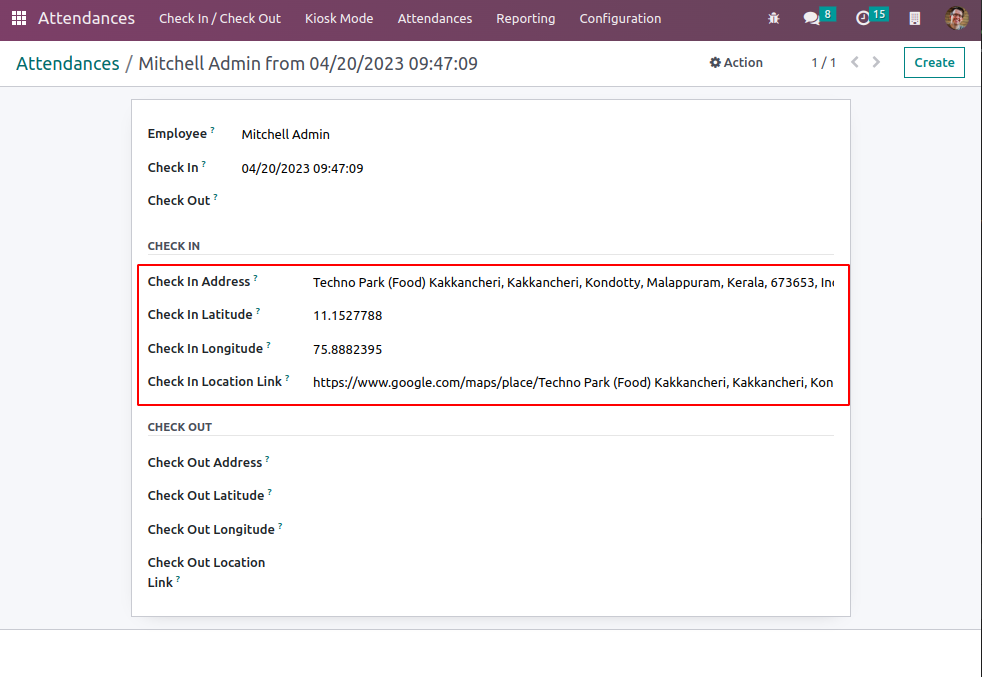 Attendances Check In / Check Out Kiosk Mode Attendances Reporting Configuration 8 15
Attendances / Mitchell Admin from 04/20/2023 09:47:09 Action 1 / 1 Create
Employee ? Mitchell Admin
Check In ? 04/20/2023 09:47:09
Check Out ?
CHECK IN
Check In Address ? Techno Park (Food) Kakkancheri, Kakkancheri, Kondotty, Malappuram, Kerala, 673653, Inc
Check In Latitude ? 11.1527788
Check In Longitude ? 75.8882395
Check In Location Link ? https://www.google.com/maps/place/Techno Park (Food) Kakkancheri, Kakkancheri, Kon
CHECK OUT
Check Out Address ?
Check Out Latitude ?
Check Out Longitude ?
Check Out Location
Link ?